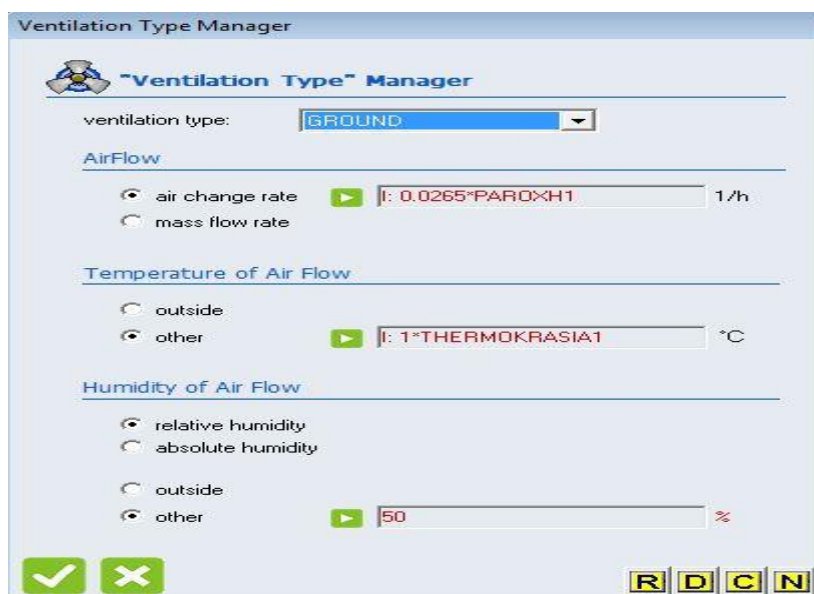 Ventilation Type Manager
"Ventilation Type" Manager
ventilation type: GROUND
AirFlow
air change rate I: 0.0265*PAROXH1 1/h
mass flow rate
Temperature of Air Flow
outside
other I: 1*THERMOKRASIA1 °C
Humidity of Air Flow
relative humidity
absolute humidity
outside
other 50 %
R D C N